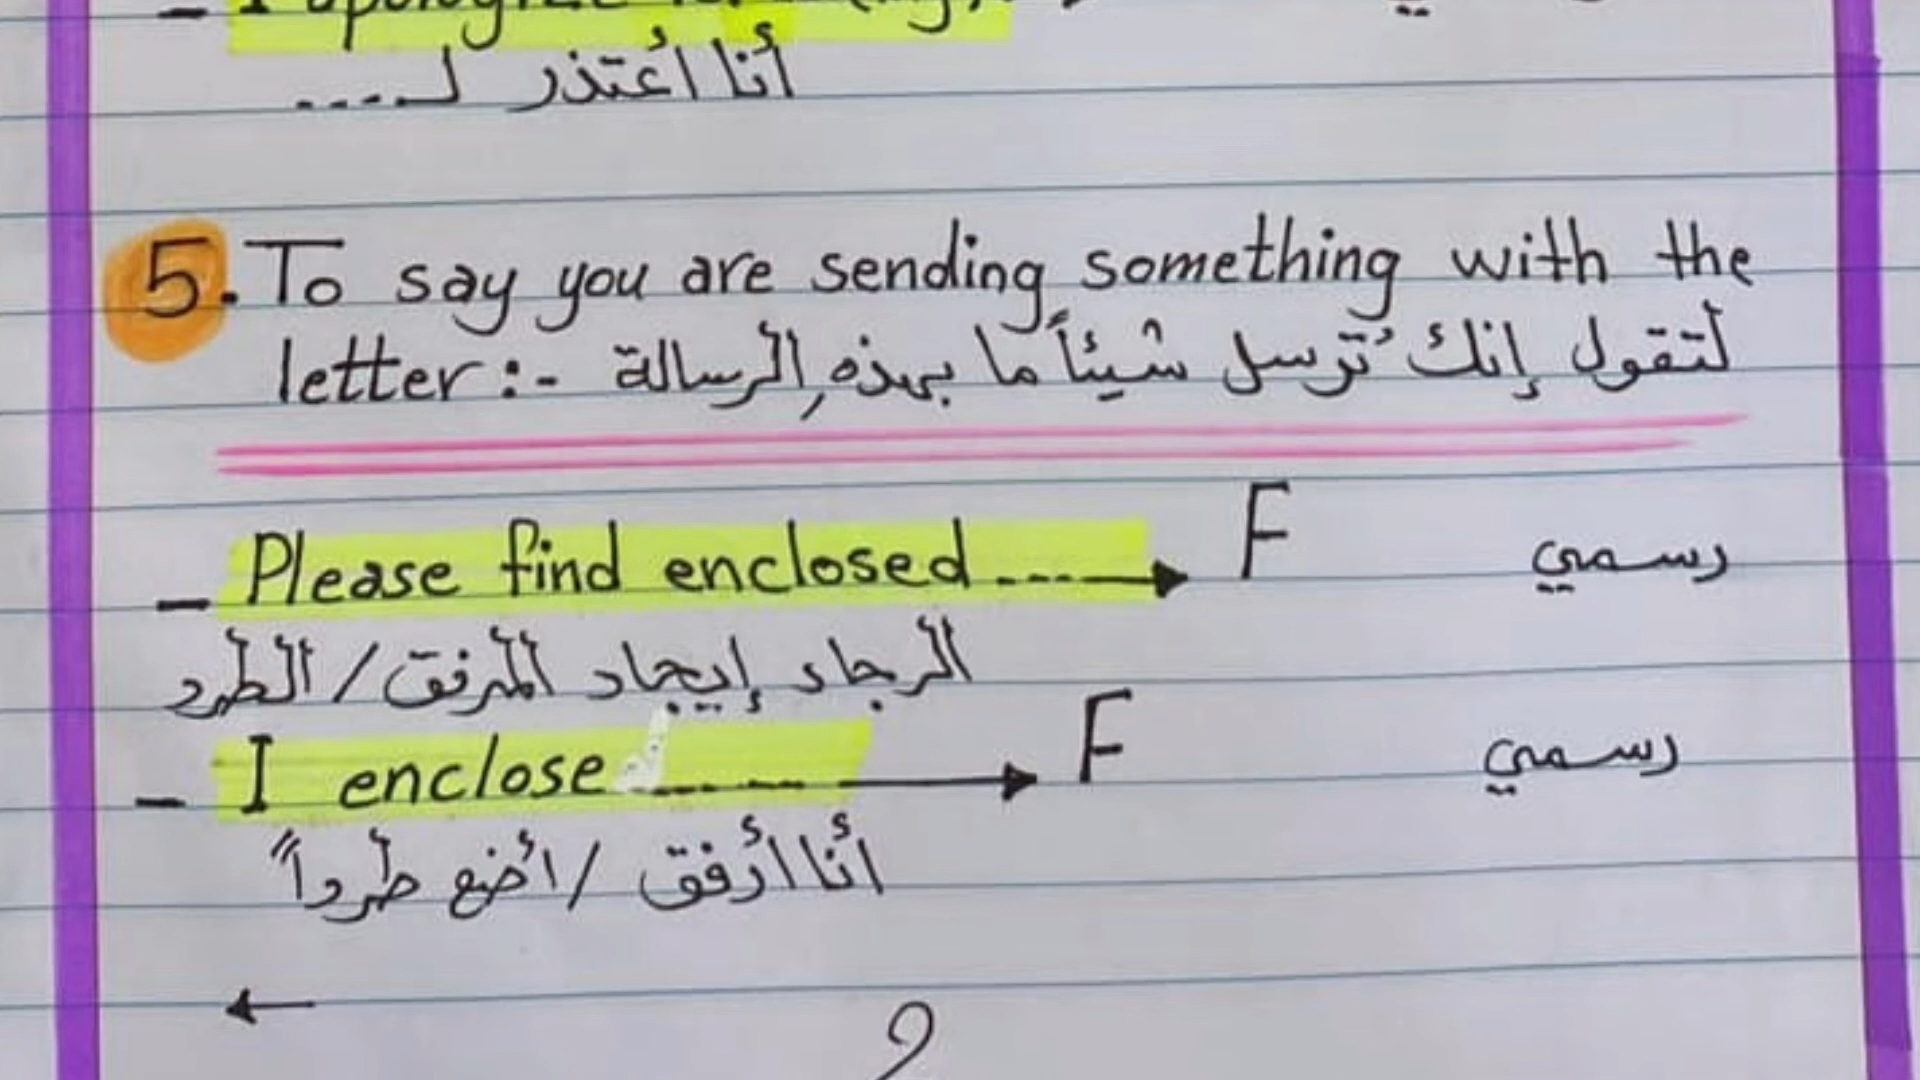 أنا أعتذر لـ....
5. To say you are sending something with the
letter:- لتقول إنك تُرسل شيئاً ما بهذه الرسالة
_ Please find enclosed .... → F رسمي
الرجاء إيجاد المرفق / الطرد
_ I enclose ...... → F رسمي
أنا أرفق / أضع طرداً
←